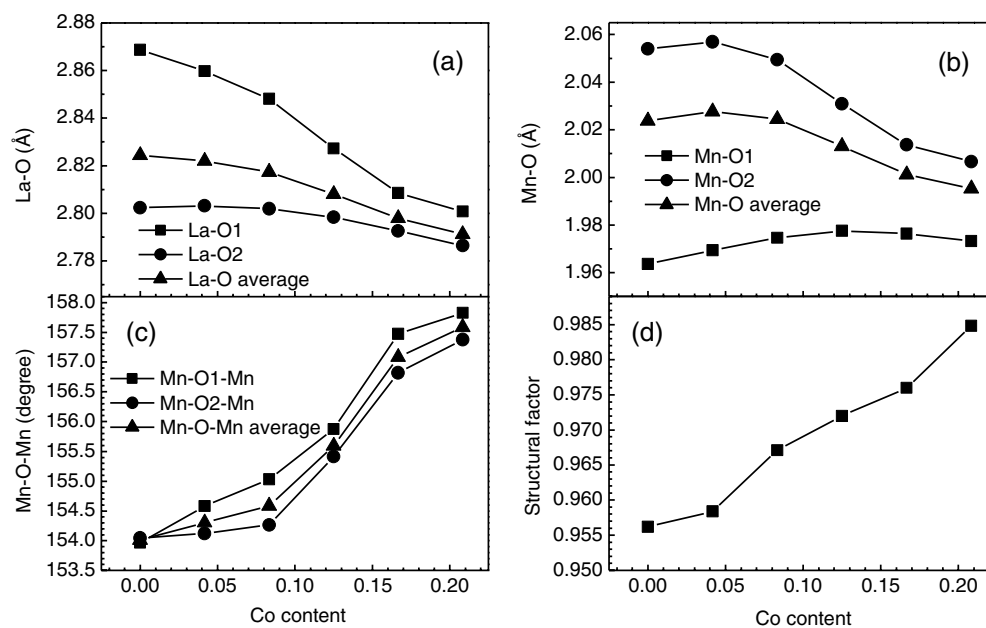 (a)
La-O (Å)
2.88
2.86
2.84
2.82
2.80
2.78
La-O1
La-O2
La-O average
(b)
Mn-O (Å)
2.06
2.04
2.02
2.00
1.98
1.96
Mn-O1
Mn-O2
Mn-O average
(c)
Mn-O-Mn (degree)
158.0
157.5
157.0
156.5
156.0
155.5
155.0
154.5
154.0
153.5
Mn-O1-Mn
Mn-O2-Mn
Mn-O-Mn average
0.00 0.05 0.10 0.15 0.20
Co content
(d)
Structural factor
0.985
0.980
0.975
0.970
0.965
0.960
0.955
0.950
0.00 0.05 0.10 0.15 0.20
Co content